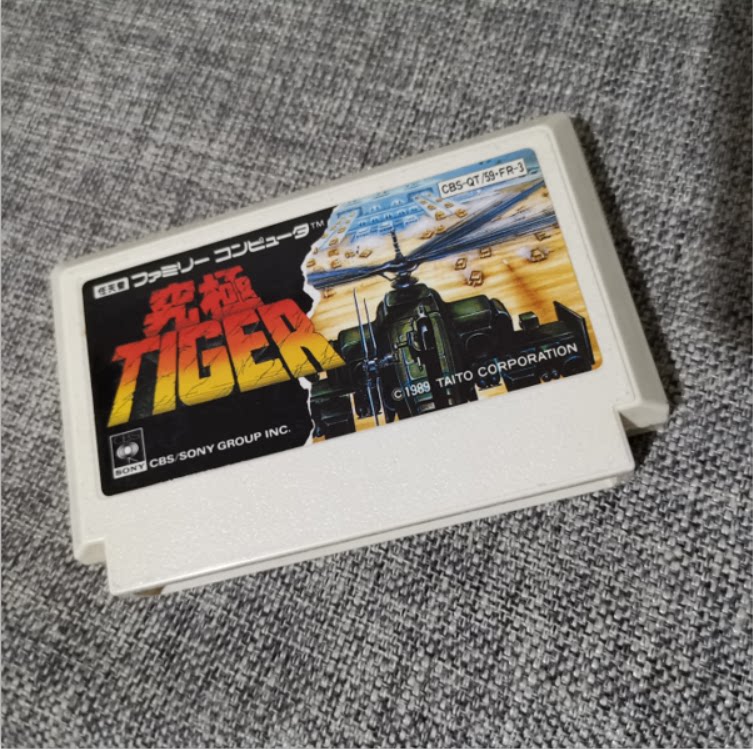 CBS-QT/59・FR-3
任天堂 ファミリーコンピュータ™
究極
TIGER
©1989 TAITO CORPORATION
SONY CBS/SONY GROUP INC.